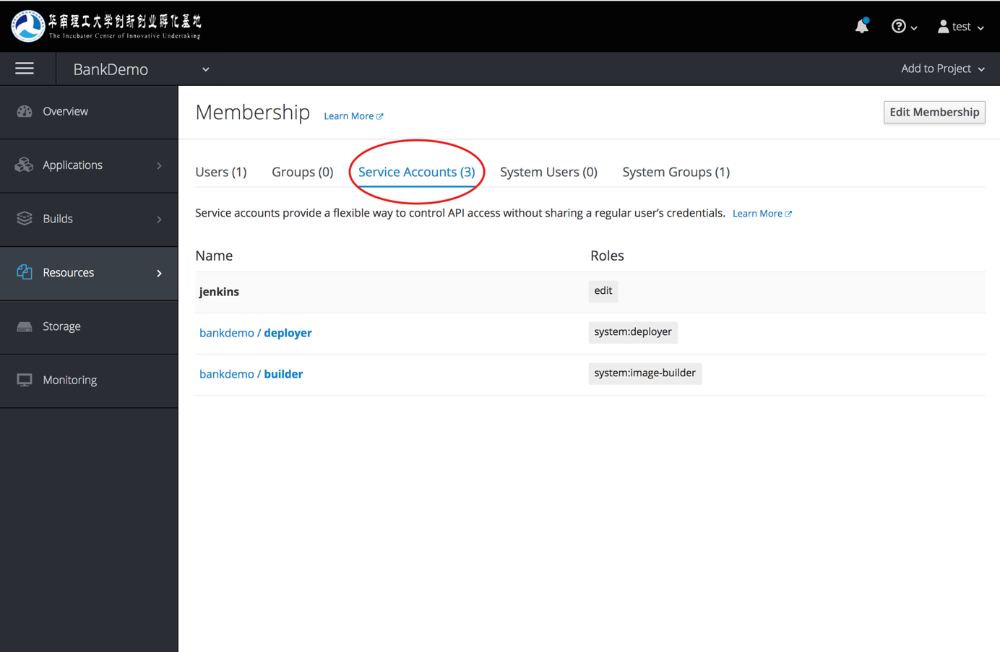 华南理工大学创新创业孵化基地
The Incubator Center of Innovative Undertaking
test
BankDemo
Add to Project
Overview
Applications
Builds
Resources
Storage
Monitoring
Membership Learn More
Edit Membership
Users (1) Groups (0) Service Accounts (3) System Users (0) System Groups (1)
Service accounts provide a flexible way to control API access without sharing a regular user’s credentials. Learn More
Name Roles
jenkins edit
bankdemo / deployer system:deployer
bankdemo / builder system:image-builder